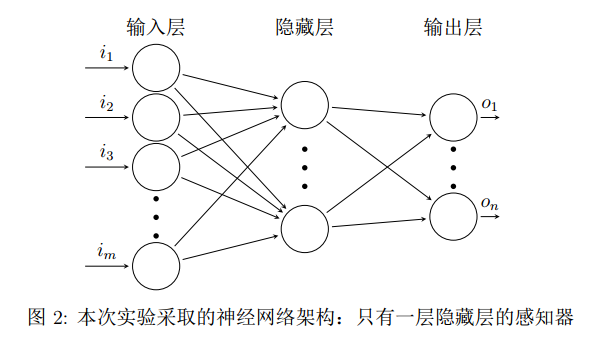 输入层 隐藏层 输出层
i1
i2
i3
im
o1
on
图 2: 本次实验采取的神经网络架构：只有一层隐藏层的感知器